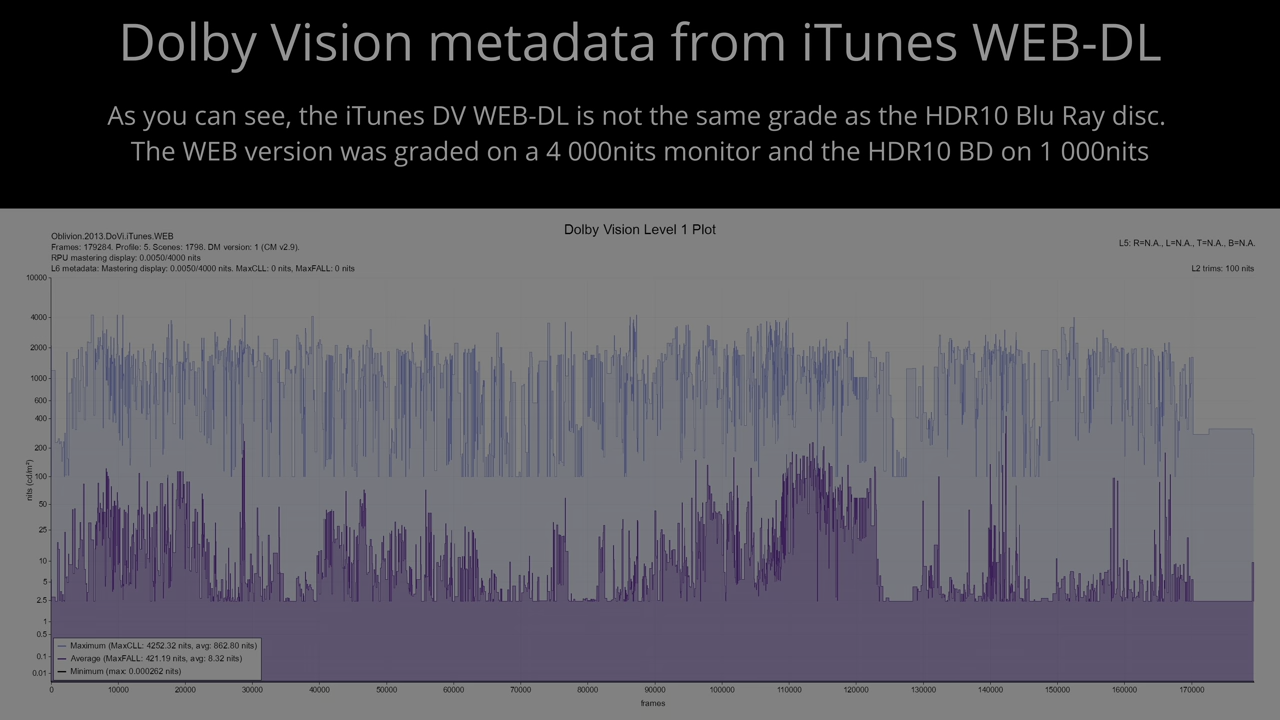 Dolby Vision metadata from iTunes WEB-DL
As you can see, the iTunes DV WEB-DL is not the same grade as the HDR10 Blu Ray disc.
The WEB version was graded on a 4 000nits monitor and the HDR10 BD on 1 000nits
Dolby Vision Level 1 Plot
Oblivion.2013.DoVi.iTunes.WEB
Frames: 179284. Profile: 5. Scenes: 1798. DM version: 1 (CM v2.9).
RPU mastering display: 0.0050/4000 nits
L6 metadata: Mastering display: 0.0050/4000 nits. MaxCLL: 0 nits, MaxFALL: 0 nits
L5: R=N.A., L=N.A., T=N.A., B=N.A.
L2 trims: 100 nits
10000
4000
2000
1000
600
400
200
100
50
25
10
5
2.5
1
0.5
0.1
0.01
nits (cd/m²)
Maximum (MaxCLL: 4252.32 nits, avg: 862.80 nits)
Average (MaxFALL: 421.19 nits, avg: 8.32 nits)
Minimum (max: 0.000262 nits)
0 10000 20000 30000 40000 50000 60000 70000 80000 90000 100000 110000 120000 130000 140000 150000 160000 170000
frames